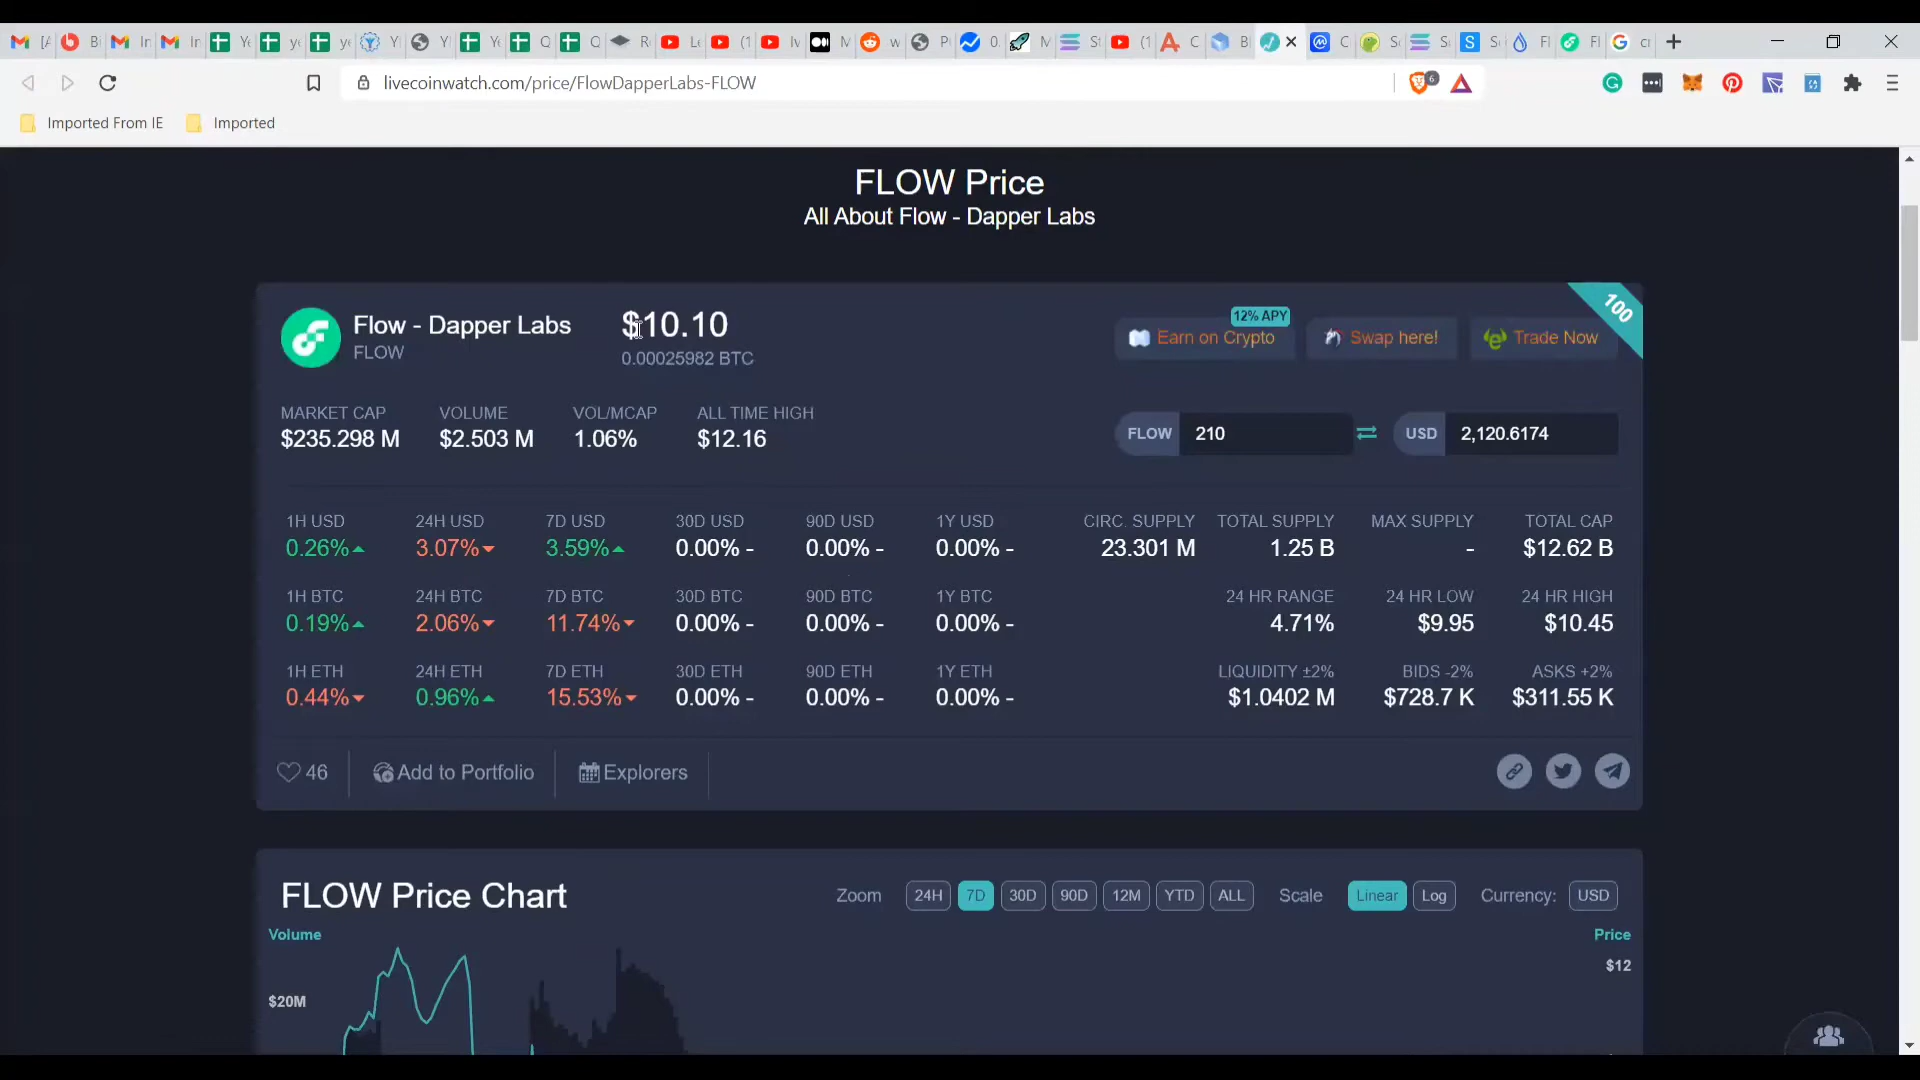 livecoinwatch.com/price/FlowDapperLabs-FLOW
6
Imported From IE Imported
FLOW Price
All About Flow - Dapper Labs
Flow - Dapper Labs
FLOW
$10.10
0.00025982 BTC
12% APY
Earn on Crypto
Swap here!
Trade Now
100
MARKET CAP VOLUME VOL/MCAP ALL TIME HIGH
$235.298 M $2.503 M 1.06% $12.16
FLOW 210 USD 2,120.6174
1H USD 24H USD 7D USD 30D USD 90D USD 1Y USD CIRC. SUPPLY TOTAL SUPPLY MAX SUPPLY TOTAL CAP
0.26% 3.07% 3.59% 0.00% - 0.00% - 0.00% - 23.301 M 1.25 B - $12.62 B
1H BTC 24H BTC 7D BTC 30D BTC 90D BTC 1Y BTC 24 HR RANGE 24 HR LOW 24 HR HIGH
0.19% 2.06% 11.74% 0.00% - 0.00% - 0.00% - 4.71% $9.95 $10.45
1H ETH 24H ETH 7D ETH 30D ETH 90D ETH 1Y ETH LIQUIDITY ±2% BIDS -2% ASKS +2%
0.44% 0.96% 15.53% 0.00% - 0.00% - 0.00% - $1.0402 M $728.7 K $311.55 K
46 Add to Portfolio Explorers
FLOW Price Chart
Zoom 24H 7D 30D 90D 12M YTD ALL Scale Linear Log Currency: USD
Volume Price
$12
$20M